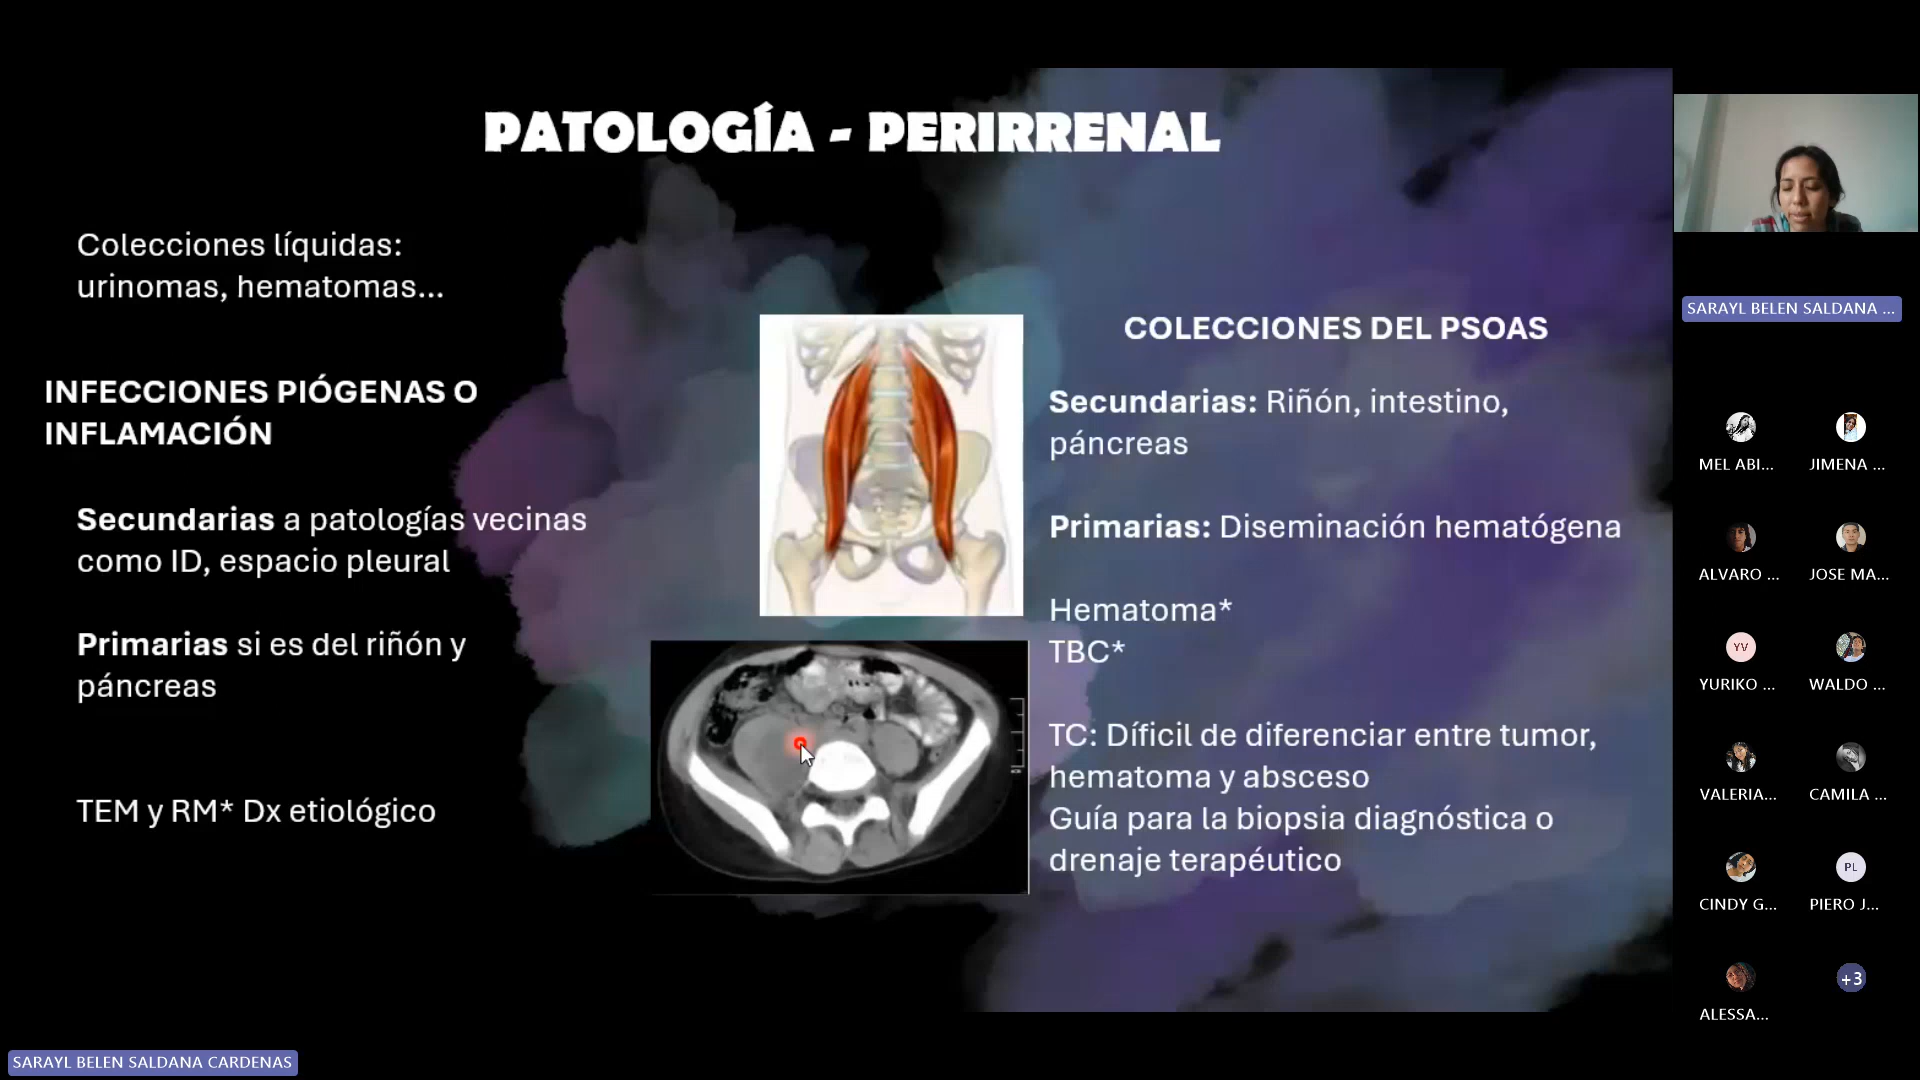 PATOLOGÍA - PERIRRENAL
Colecciones líquidas:
urinomas, hematomas...
INFECCIONES PIÓGENAS O
INFLAMACIÓN
Secundarias a patologías vecinas
como ID, espacio pleural
Primarias si es del riñón y
páncreas
TEM y RM* Dx etiológico
COLECCIONES DEL PSOAS
Secundarias: Riñón, intestino,
páncreas
Primarias: Diseminación hematógena
Hematoma*
TBC*
TC: Díficil de diferenciar entre tumor,
hematoma y absceso
Guía para la biopsia diagnóstica o
drenaje terapéutico
SARAYL BELEN SALDANA ...
MEL ABI...
JIMENA ...
ALVARO ...
JOSE MA...
YV
YURIKO ...
WALDO ...
VALERIA...
CAMILA ...
CINDY G...
PL
PIERO J...
ALESSA...
+3
SARAYL BELEN SALDANA CARDENAS